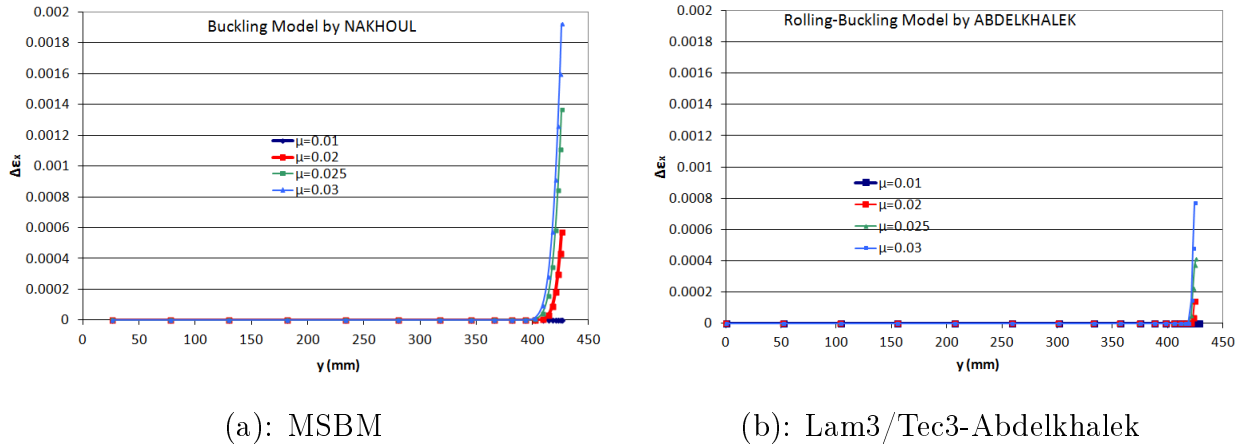 Buckling Model by NAKHOUL
0.002
0.0018
0.0016
0.0014
0.0012
0.001
0.0008
0.0006
0.0004
0.0002
0
Δεx
μ=0.01
μ=0.02
μ=0.025
μ=0.03
0 50 100 150 200 250 300 350 400 450
y (mm)
(a): MSBM
Rolling-Buckling Model by ABDELKHALEK
0.002
0.0018
0.0016
0.0014
0.0012
0.001
0.0008
0.0006
0.0004
0.0002
0
Δεx
μ=0.01
μ=0.02
μ=0.025
μ=0.03
0 50 100 150 200 250 300 350 400 450
y (mm)
(b): Lam3/Tec3-Abdelkhalek